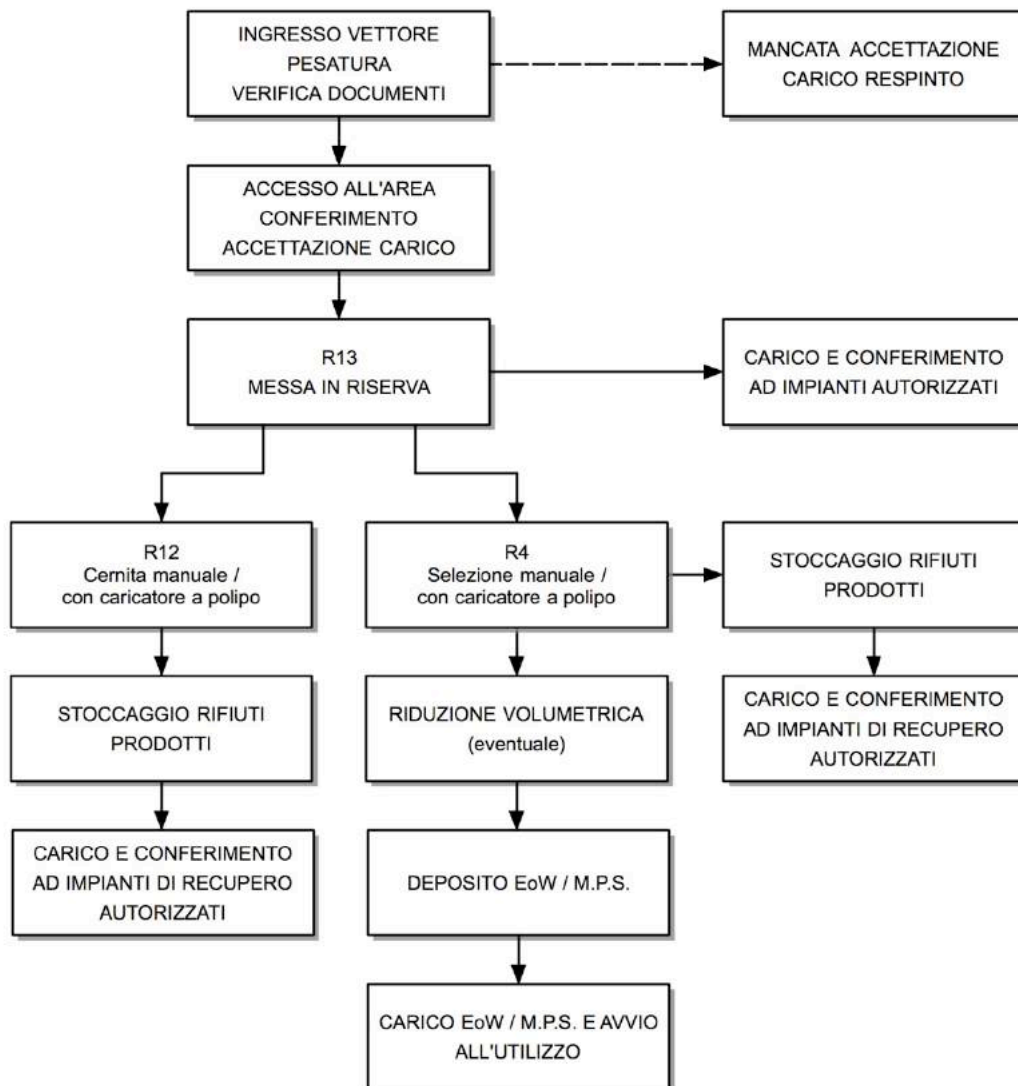 INGRESSO VETTORE
PESATURA
VERIFICA DOCUMENTI
MANCATA ACCETTAZIONE
CARICO RESPINTO
ACCESSO ALL'AREA
CONFERIMENTO
ACCETTAZIONE CARICO
R13
MESSA IN RISERVA
CARICO E CONFERIMENTO
AD IMPIANTI AUTORIZZATI
R12
Cernita manuale /
con caricatore a polipo
R4
Selezione manuale /
con caricatore a polipo
STOCCAGGIO RIFIUTI
PRODOTTI
STOCCAGGIO RIFIUTI
PRODOTTI
RIDUZIONE VOLUMETRICA
(eventuale)
CARICO E CONFERIMENTO
AD IMPIANTI DI RECUPERO
AUTORIZZATI
CARICO E CONFERIMENTO
AD IMPIANTI DI RECUPERO
AUTORIZZATI
DEPOSITO EoW / M.P.S.
CARICO EoW / M.P.S. E AVVIO
ALL'UTILIZZO